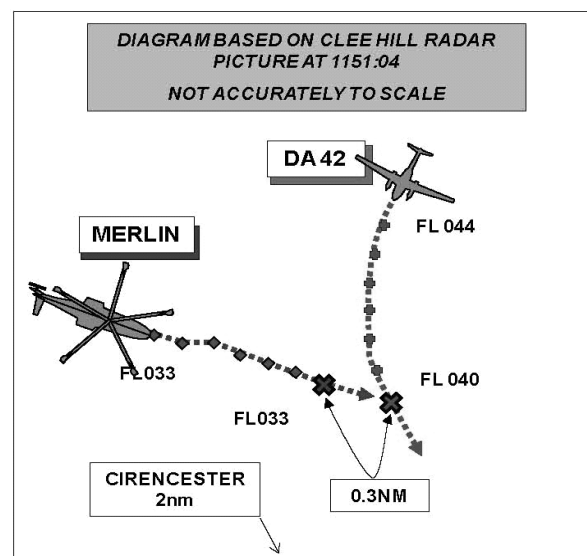 DIAGRAM BASED ON CLEE HILL RADAR
PICTURE AT 1151:04
NOT ACCURATELY TO SCALE
DA 42
FL 044
MERLIN
FL033
FL 040
FL033
CIRENCESTER
2nm
0.3NM